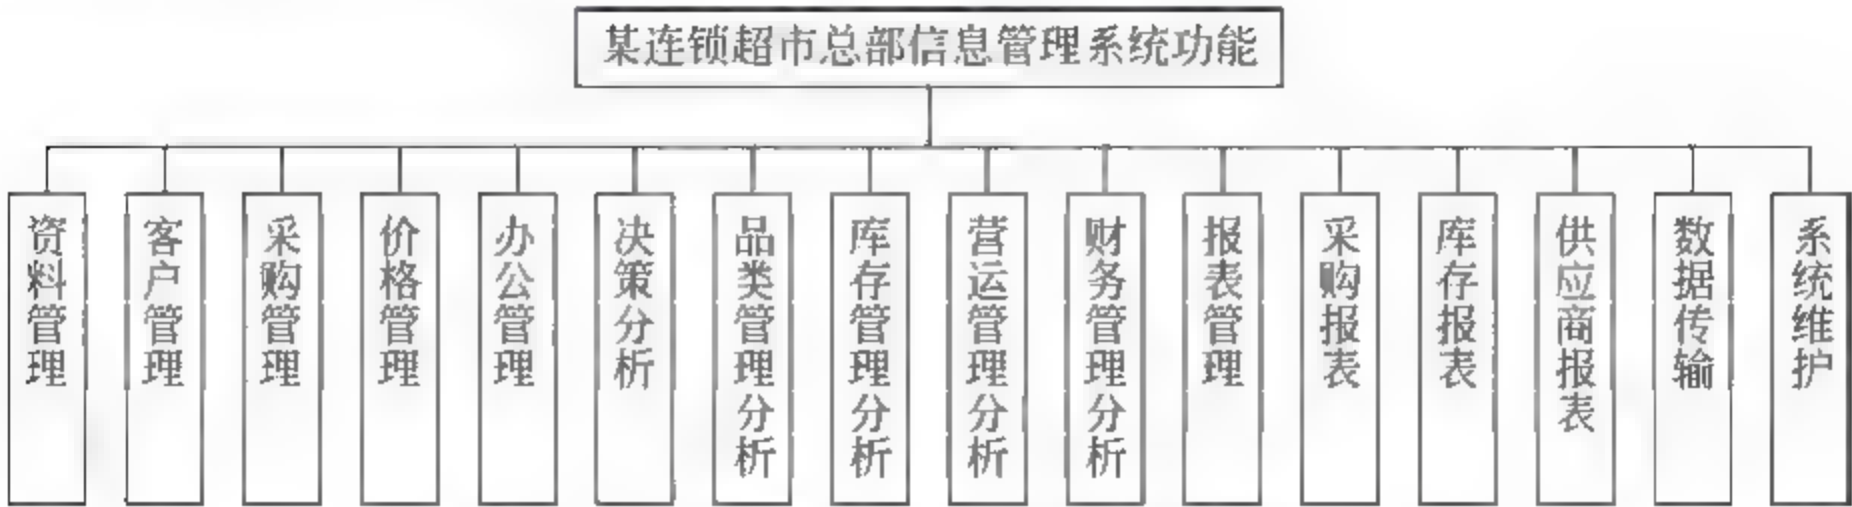 某连锁超市总部信息管理系统功能
资料管理
客户管理
采购管理
价格管理
办公管理
决策分析
品类管理分析
库存管理分析
营运管理分析
财务管理分析
报表管理
采购报表
库存报表
供应商报表
数据传输
系统维护